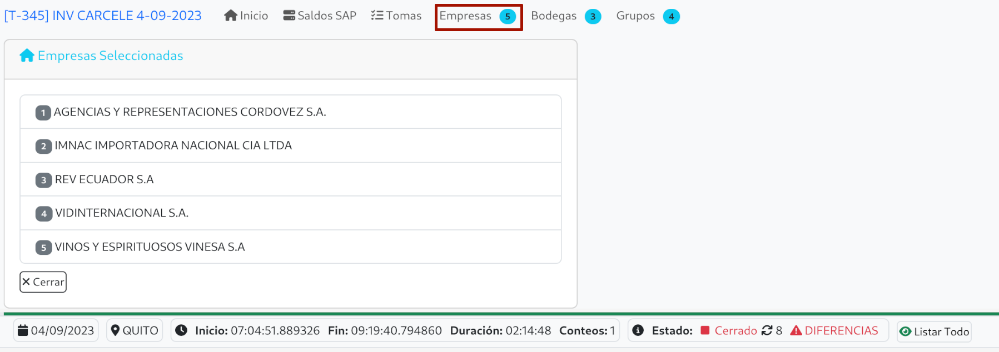 [T-345] INV CARCELE 4-09-2023 Inicio Saldos SAP Tomas Empresas 5 Bodegas 3 Grupos 4
Empresas Seleccionadas
1 AGENCIAS Y REPRESENTACIONES CORDOVEZ S.A.
2 IMNAC IMPORTADORA NACIONAL CIA LTDA
3 REV ECUADOR S.A
4 VIDINTERNACIONAL S.A.
5 VINOS Y ESPIRITUOSOS VINESA S.A
Cerrar
04/09/2023 QUITO Inicio: 07:04:51.889326 Fin: 09:19:40.794860 Duración: 02:14:48 Conteos: 1 Estado: Cerrado 8 DIFERENCIAS Listar Todo